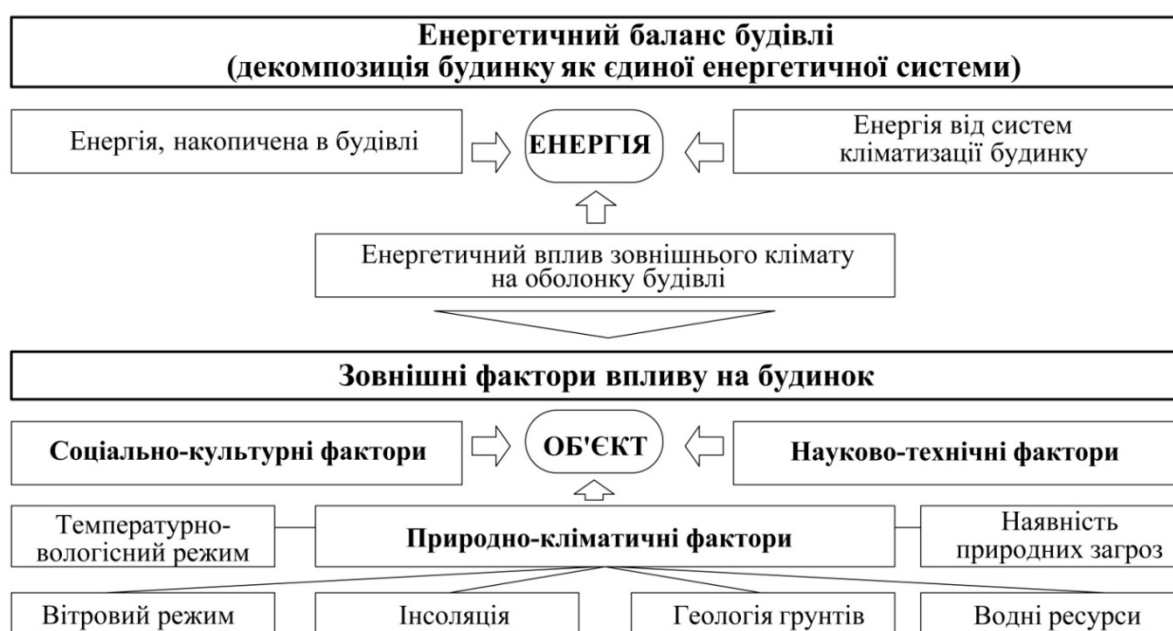 Енергетичний баланс будівлі
(декомпозиція будинку як єдиної енергетичної системи)
Енергія, накопичена в будівлі
ЕНЕРГІЯ
Енергія від систем
кліматизації будинку
Енергетичний вплив зовнішнього клімату
на оболонку будівлі
Зовнішні фактори впливу на будинок
Соціально-культурні фактори
ОБ'ЄКТ
Науково-технічні фактори
Температурно-
вологісний режим
Природно-кліматичні фактори
Наявність
природних загроз
Вітровий режим
Інсоляція
Геологія грунтів
Водні ресурси